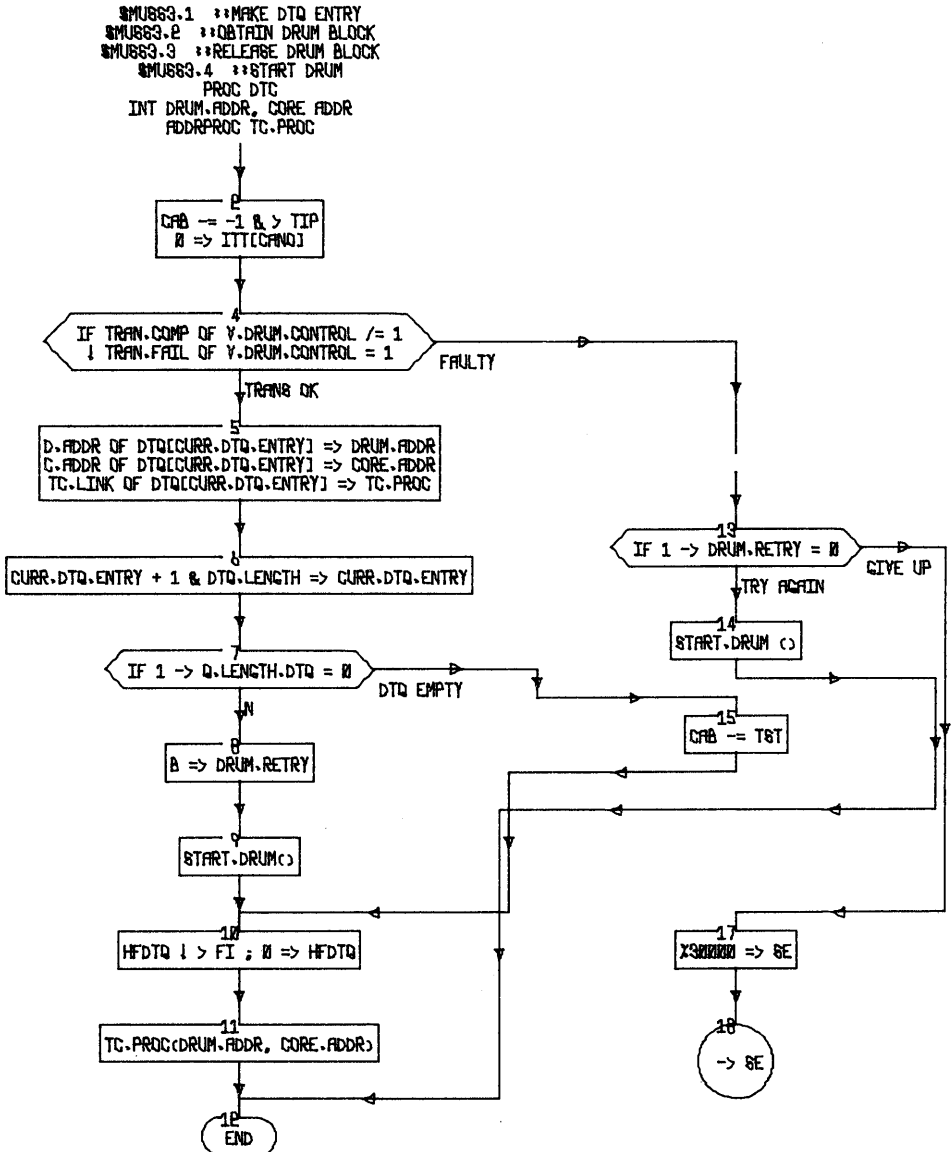 $MUSS3.1 ::MAKE DTQ ENTRY
$MUSS3.2 ::OBTAIN DRUM BLOCK
$MUSS3.3 ::RELEASE DRUM BLOCK
$MUSS3.4 ::START DRUM
PROC DTC
INT DRUM.ADDR, CORE ADDR
ADDRPROC TC.PROC
2
CAB -= -1 & > TIP
0 => ITT[CANO]
4
IF TRAN.COMP OF V.DRUM.CONTROL /= 1
! TRAN.FAIL OF V.DRUM.CONTROL = 1
FAULTY
TRANS OK
5
D.ADDR OF DTQ[CURR.DTQ.ENTRY] => DRUM.ADDR
C.ADDR OF DTQ[CURR.DTQ.ENTRY] => CORE.ADDR
TC.LINK OF DTQ[CURR.DTQ.ENTRY] => TC.PROC
13
IF 1 -> DRUM.RETRY = 0
GIVE UP
TRY AGAIN
6
CURR.DTQ.ENTRY + 1 & DTQ.LENGTH => CURR.DTQ.ENTRY
14
START.DRUM ()
7
IF 1 -> Q.LENGTH.DTQ = 0
DTQ EMPTY
N
15
CAB -= TST
8
8 => DRUM.RETRY
9
START.DRUM()
10
HFDTQ ! > FI ; 0 => HFDTQ
17
%30000 => SE
11
TC.PROC(DRUM.ADDR, CORE.ADDR)
18
-> SE
12
END